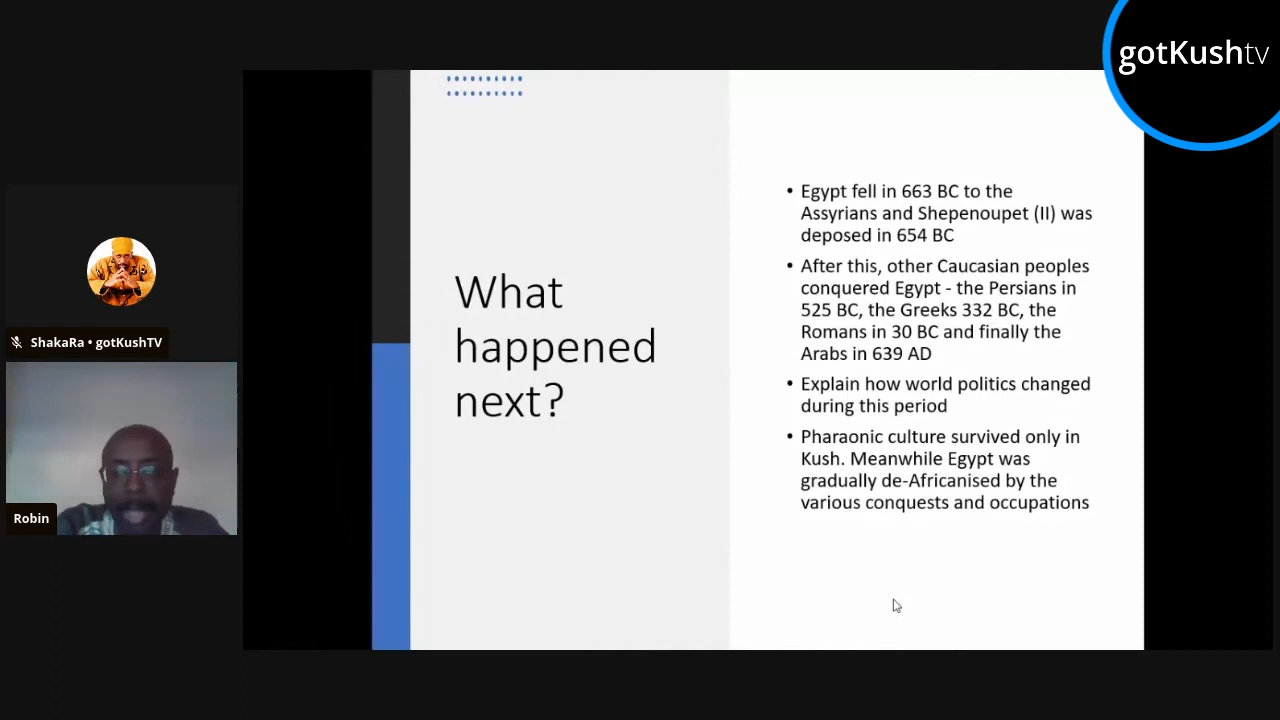 gotKushtv
ShakaRa • gotKushTV
Robin
What
happened
next?
• Egypt fell in 663 BC to the
Assyrians and Shepenoupet (II) was
deposed in 654 BC
• After this, other Caucasian peoples
conquered Egypt - the Persians in
525 BC, the Greeks 332 BC, the
Romans in 30 BC and finally the
Arabs in 639 AD
• Explain how world politics changed
during this period
• Pharaonic culture survived only in
Kush. Meanwhile Egypt was
gradually de-Africanised by the
various conquests and occupations